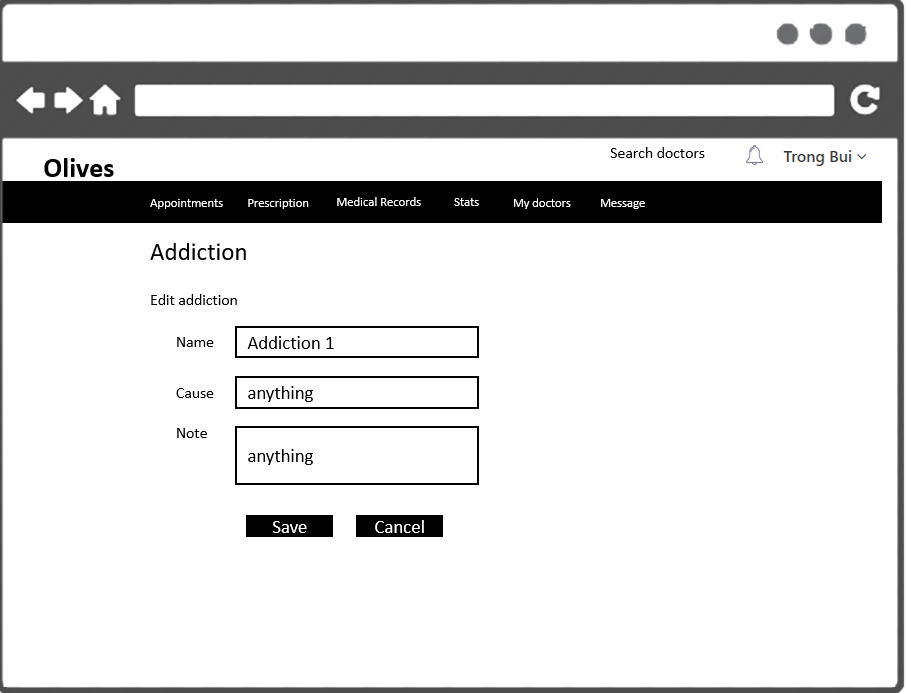 Search doctors
Trong Bui
Olives
Appointments Prescription Medical Records Stats My doctors Message
Addiction
Edit addiction
Name Addiction 1
Cause anything
Note anything
Save Cancel